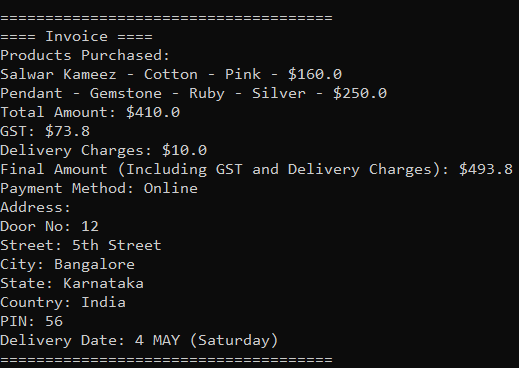 =====================================
==== Invoice ====
Products Purchased:
Salwar Kameez - Cotton - Pink - $160.0
Pendant - Gemstone - Ruby - Silver - $250.0
Total Amount: $410.0
GST: $73.8
Delivery Charges: $10.0
Final Amount (Including GST and Delivery Charges): $493.8
Payment Method: Online
Address:
Door No: 12
Street: 5th Street
City: Bangalore
State: Karnataka
Country: India
PIN: 56
Delivery Date: 4 MAY (Saturday)
=====================================